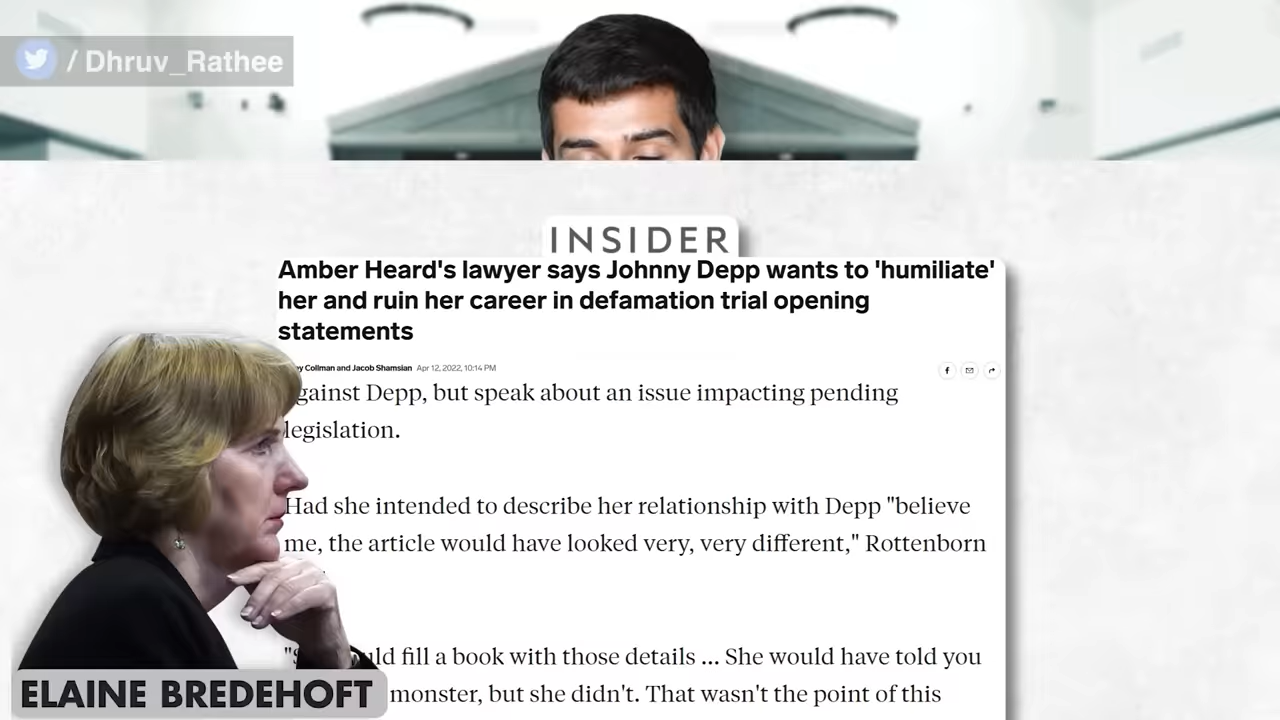 / Dhruv_Rathee
INSIDER
Amber Heard's lawyer says Johnny Depp wants to 'humiliate'
her and ruin her career in defamation trial opening
statements
Collman and Jacob Shamsian Apr 12, 2022, 10:14 PM
gainst Depp, but speak about an issue impacting pending
legislation.
Had she intended to describe her relationship with Depp "believe
me, the article would have looked very, very different," Rottenborn
fill a book with those details ... She would have told you
monster, but she didn't. That wasn't the point of this
ELAINE BREDEHOFT